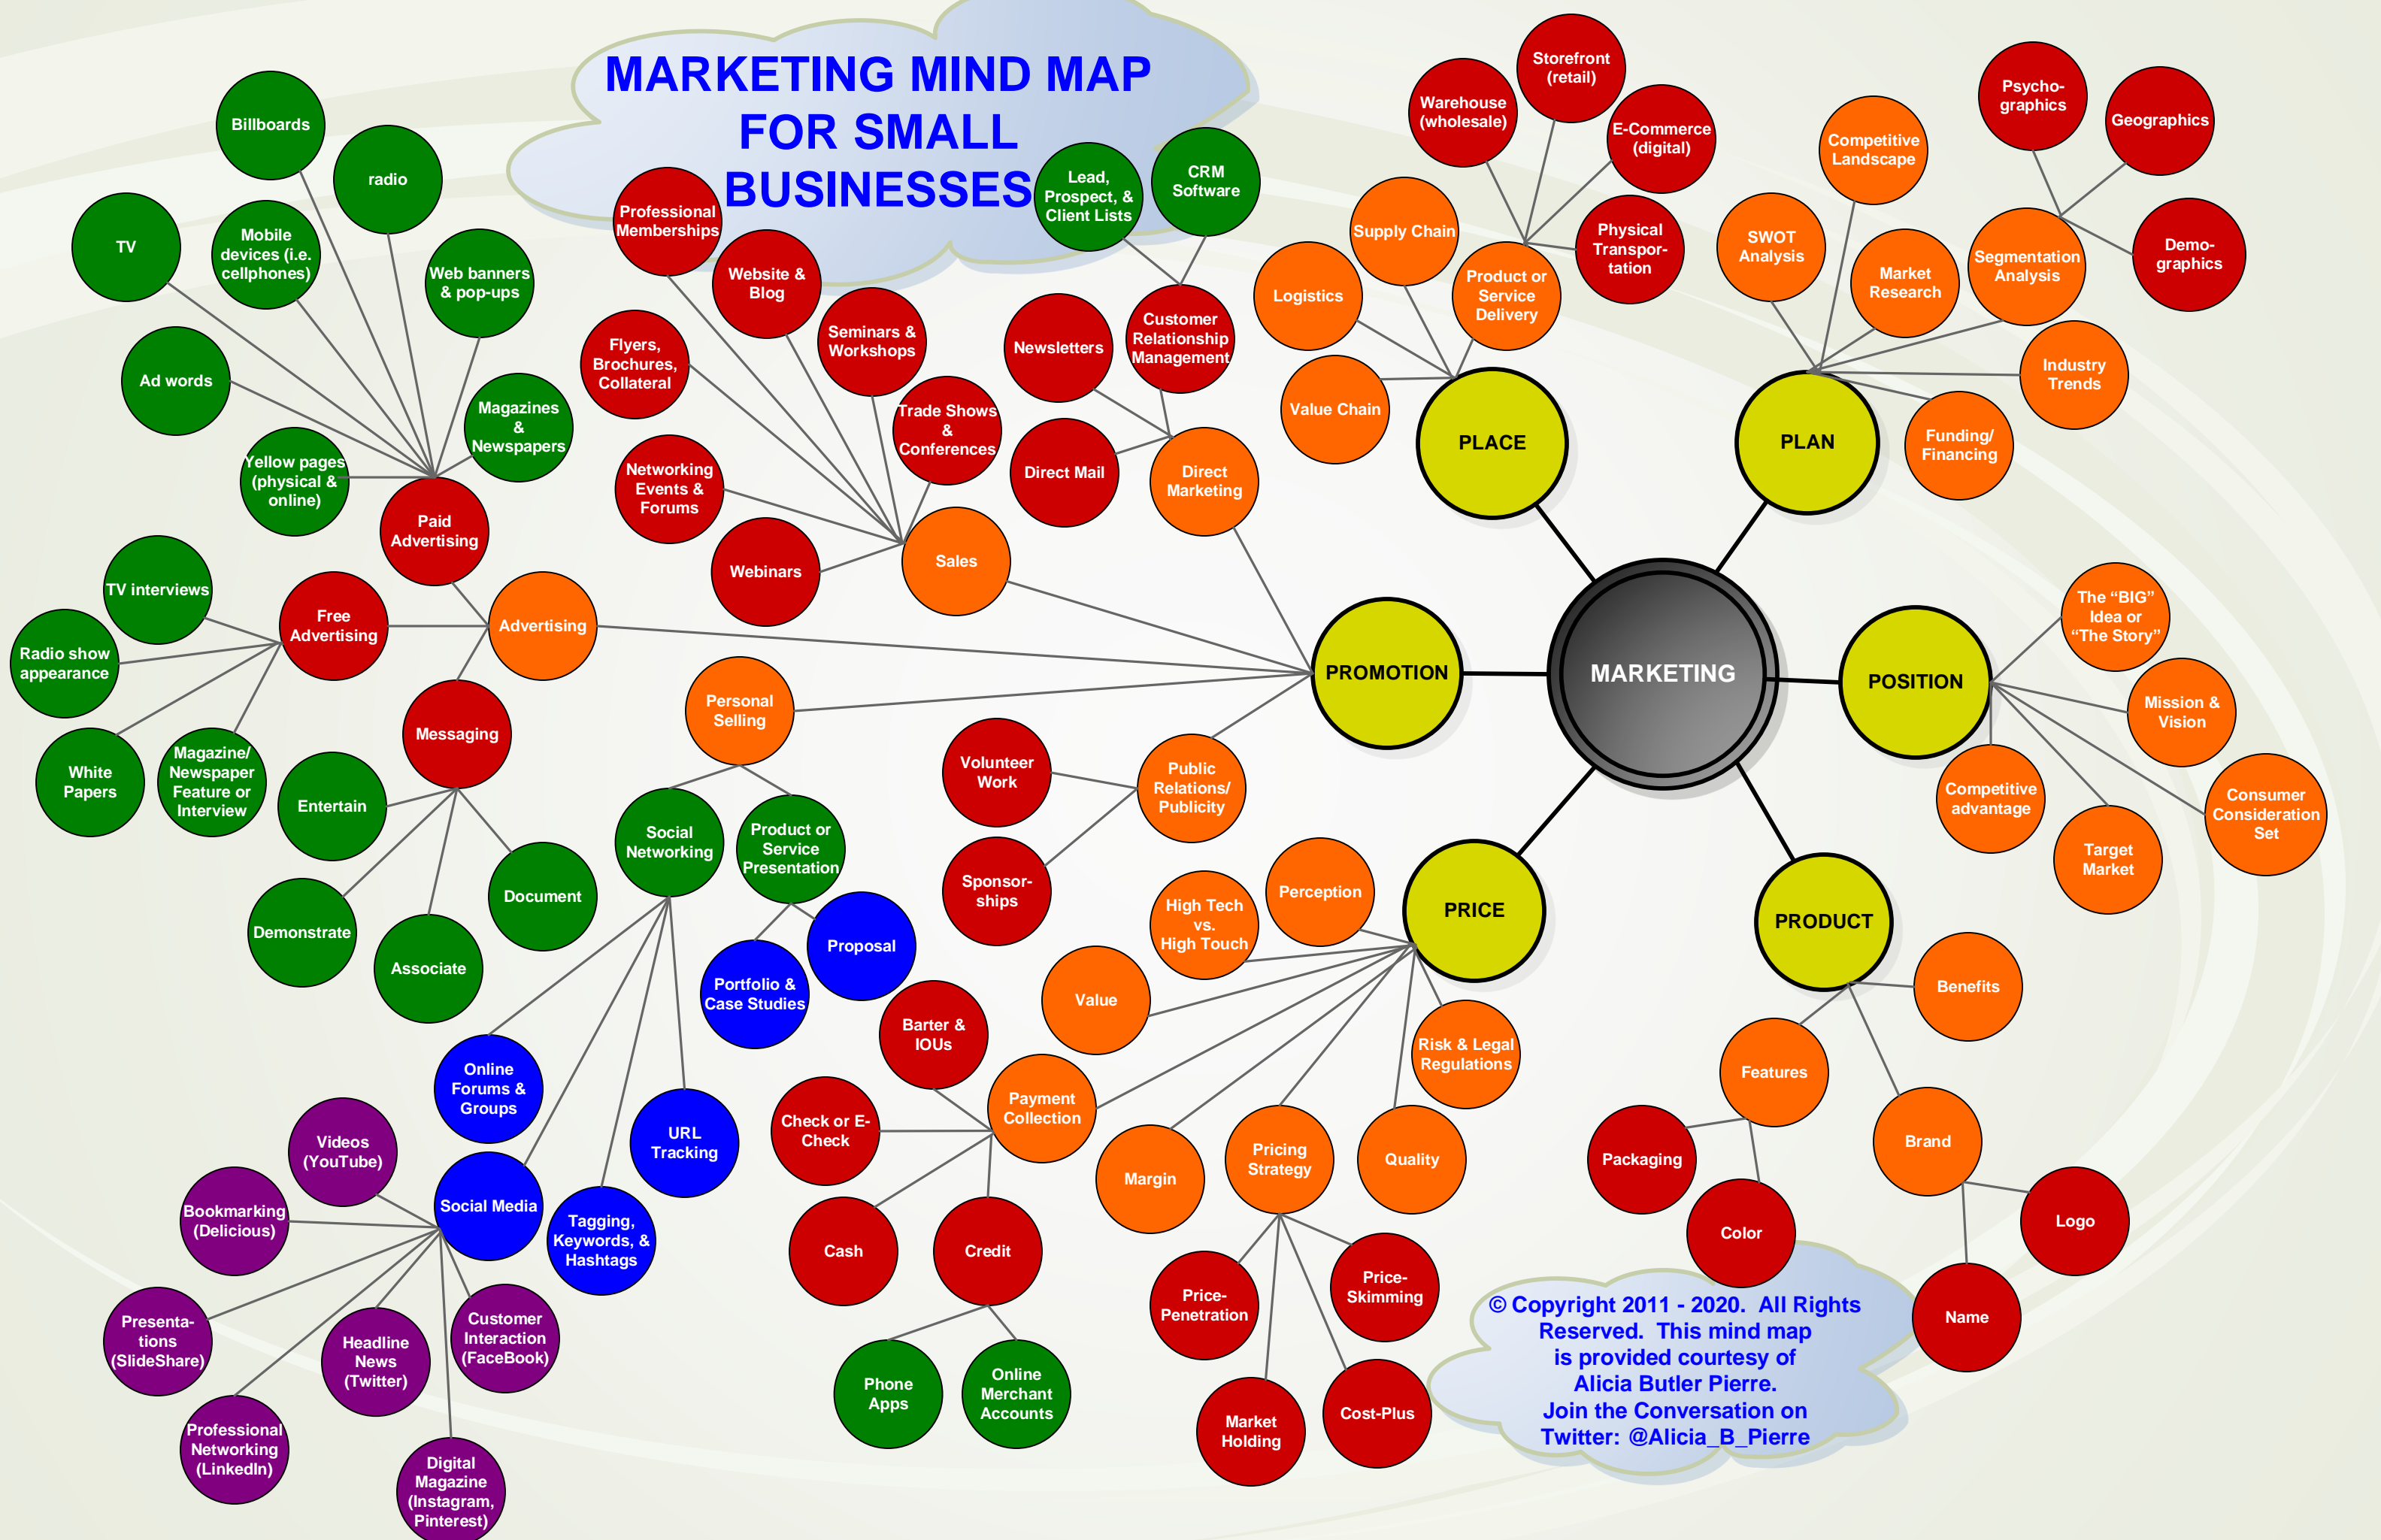 MARKETING MIND MAP
FOR SMALL
BUSINESSES
Billboards
radio
TV
Mobile
devices (i.e.
cellphones)
Web banners
& pop-ups
Ad words
Magazines
&
Newspapers
Yellow pages
(physical &
online)
Paid
Advertising
TV interviews
Free
Advertising
Advertising
Radio show
appearance
White
Papers
Magazine/
Newspaper
Feature or
Interview
Messaging
Entertain
Demonstrate
Associate
Document
Professional
Memberships
Website &
Blog
Flyers,
Brochures,
Collateral
Seminars &
Workshops
Trade Shows
&
Conferences
Networking
Events &
Forums
Webinars
Sales
Lead,
Prospect, &
Client Lists
CRM
Software
Newsletters
Customer
Relationship
Management
Direct Mail
Direct
Marketing
Personal
Selling
Social
Networking
Product or
Service
Presentation
Proposal
Portfolio &
Case Studies
Online
Forums &
Groups
Social Media
URL
Tracking
Tagging,
Keywords, &
Hashtags
Videos
(YouTube)
Bookmarking
(Delicious)
Presenta-
tions
(SlideShare)
Professional
Networking
(LinkedIn)
Headline
News
(Twitter)
Customer
Interaction
(FaceBook)
Digital
Magazine
(Instagram,
Pinterest)
Volunteer
Work
Public
Relations/
Publicity
Sponsor-
ships
PROMOTION
MARKETING
Warehouse
(wholesale)
Storefront
(retail)
E-Commerce
(digital)
Physical
Transpor-
tation
Supply Chain
Logistics
Product or
Service
Delivery
Value Chain
PLACE
Competitive
Landscape
SWOT
Analysis
Market
Research
Psycho-
graphics
Geographics
Demo-
graphics
Segmentation
Analysis
Industry
Trends
Funding/
Financing
PLAN
POSITION
The “BIG”
Idea or
“The Story”
Mission &
Vision
Competitive
advantage
Target
Market
Consumer
Consideration
Set
PRICE
Perception
High Tech
vs.
High Touch
Value
Risk & Legal
Regulations
Payment
Collection
Barter &
IOUs
Check or E-
Check
Cash
Credit
Phone
Apps
Online
Merchant
Accounts
Margin
Pricing
Strategy
Quality
Price-
Penetration
Price-
Skimming
Market
Holding
Cost-Plus
PRODUCT
Benefits
Features
Brand
Packaging
Color
Logo
Name
© Copyright 2011 - 2020.  All Rights
Reserved.  This mind map
is provided courtesy of
Alicia Butler Pierre.
Join the Conversation on
Twitter: @Alicia_B_Pierre